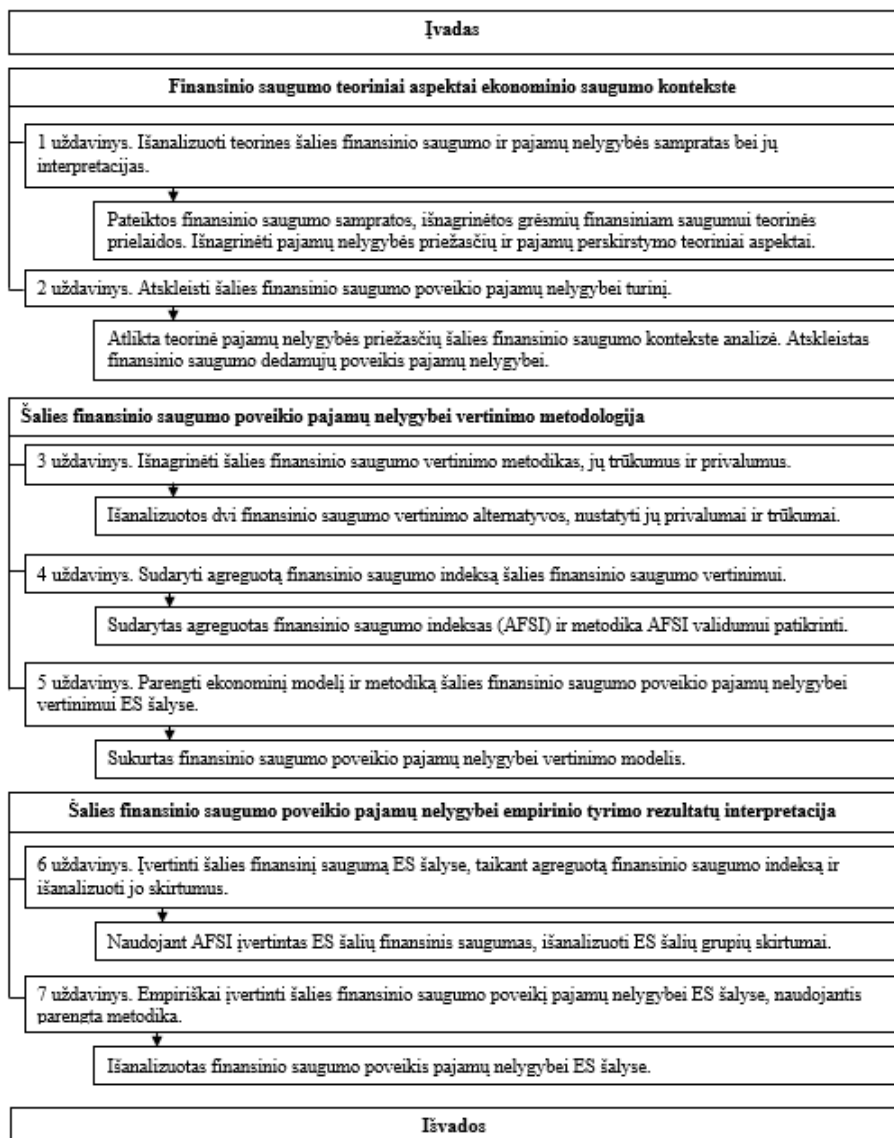 Įvadas
Finansinio saugumo teoriniai aspektai ekonominio saugumo kontekste
1 uždavinys. Išanalizuoti teorines šalies finansinio saugumo ir pajamų nelygybės sampratas bei jų
interpretacijas.
Pateiktos finansinio saugumo sampratos, išnagrinėtos grėsmių finansiniam saugumui teorinės
prielaidos. Išnagrinėti pajamų nelygybės priežasčių ir pajamų perskirstymo teoriniai aspektai.
2 uždavinys. Atskleisti šalies finansinio saugumo poveikio pajamų nelygybei turinį.
Atlikta teorinė pajamų nelygybės priežasčių šalies finansinio saugumo kontekste analizė. Atskleistas
finansinio saugumo dedamujų poveikis pajamų nelygybei.
Šalies finansinio saugumo poveikio pajamų nelygybei vertinimo metodologija
3 uždavinys. Išnagrinėti šalies finansinio saugumo vertinimo metodikas, jų trūkumus ir privalumus.
Išanalizuotos dvi finansinio saugumo vertinimo alternatyvos, nustatyti jų privalumai ir trūkumai.
4 uždavinys. Sudaryti agreguotą finansinio saugumo indeksą šalies finansinio saugumo vertinimui.
Sudarytas agreguotas finansinio saugumo indeksas (AFSI) ir metodika AFSI validumui patikrinti.
5 uždavinys. Parengti ekonominį modelį ir metodiką šalies finansinio saugumo poveikio pajamų nelygybei
vertinimui ES šalyse.
Sukurtas finansinio saugumo poveikio pajamų nelygybei vertinimo modelis.
Šalies finansinio saugumo poveikio pajamų nelygybei empirinio tyrimo rezultatų interpretacija
6 uždavinys. Įvertinti šalies finansinį saugumą ES šalyse, taikant agreguotą finansinio saugumo indeksą ir
išanalizuoti jo skirtumus.
Naudojant AFSI įvertintas ES šalių finansinis saugumas, išanalizuoti ES šalių grupių skirtumai.
7 uždavinys. Empiriškai įvertinti šalies finansinio saugumo poveikį pajamų nelygybei ES šalyse, naudojantis
parengta metodika.
Išanalizuotas finansinio saugumo poveikis pajamų nelygybei ES šalyse.
Išvados